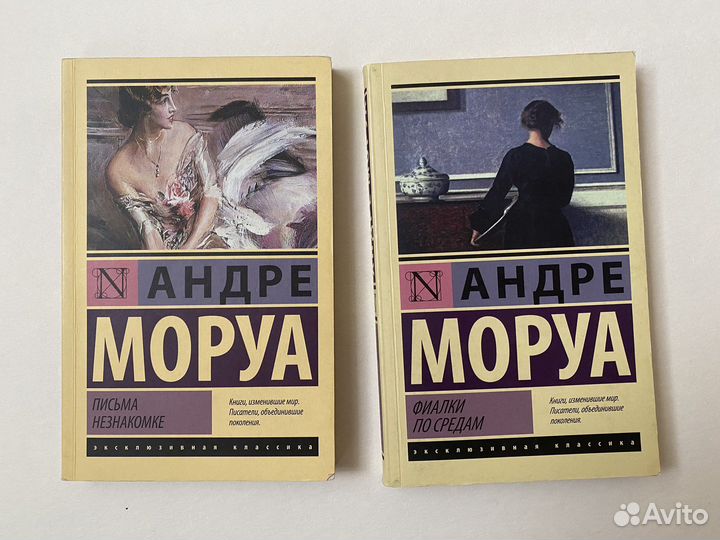 N АНДРЕ
МОРУА
ПИСЬМА
НЕЗНАКОМКЕ
Книги, изменившие мир.
Писатели, объединившие
поколения.
эксклюзивная классика
N АНДРЕ
МОРУА
ФИАЛКИ
ПО СРЕДАМ
Книги, изменившие мир.
Писатели, объединившие
поколения.
эксклюзивная классика
Avito